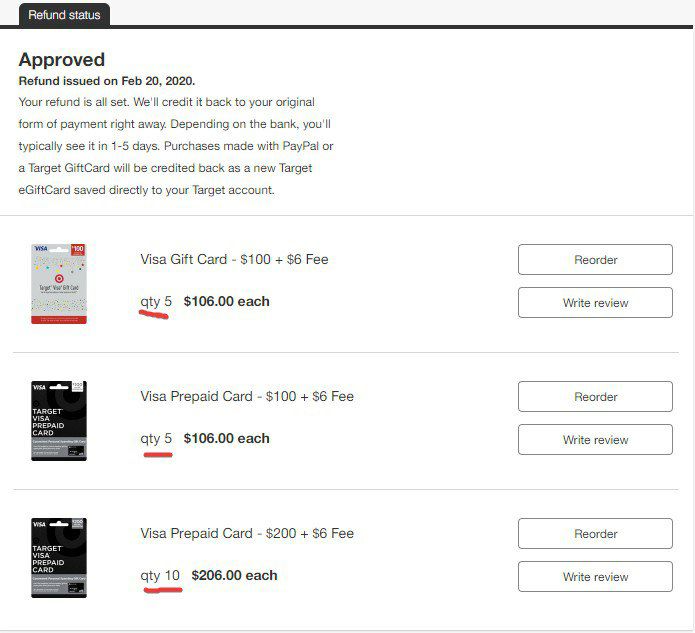 Refund status
Approved
Refund issued on Feb 20, 2020.
Your refund is all set. We'll credit it back to your original
form of payment right away. Depending on the bank, you'll
typically see it in 1-5 days. Purchases made with PayPal or
a Target GiftCard will be credited back as a new Target
eGiftCard saved directly to your Target account.
VISA $100
Target Visa Gift Card
Visa Gift Card - $100 + $6 Fee
qty 5 $106.00 each
Reorder
Write review
VISA $100
TARGET
VISA
PREPAID
CARD
Visa Prepaid Card - $100 + $6 Fee
qty 5 $106.00 each
Reorder
Write review
VISA $200
TARGET
VISA
PREPAID
CARD
Visa Prepaid Card - $200 + $6 Fee
qty 10 $206.00 each
Reorder
Write review